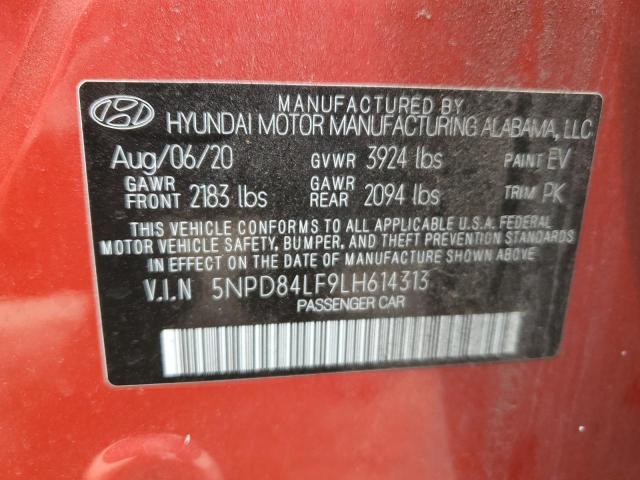 MANUFACTURED BY
HYUNDAI MOTOR MANUFACTURING ALABAMA, LLC
Aug/06/20 GVWR 3924 lbs PAINT EV
GAWR FRONT 2183 lbs GAWR REAR 2094 lbs TRIM PK
THIS VEHICLE CONFORMS TO ALL APPLICABLE U.S.A. FEDERAL
MOTOR VEHICLE SAFETY, BUMPER, AND THEFT PREVENTION STANDARDS
IN EFFECT ON THE DATE OF MANUFACTURE SHOWN ABOVE.
V.I.N 5NPD84LF9LH614313
PASSENGER CAR